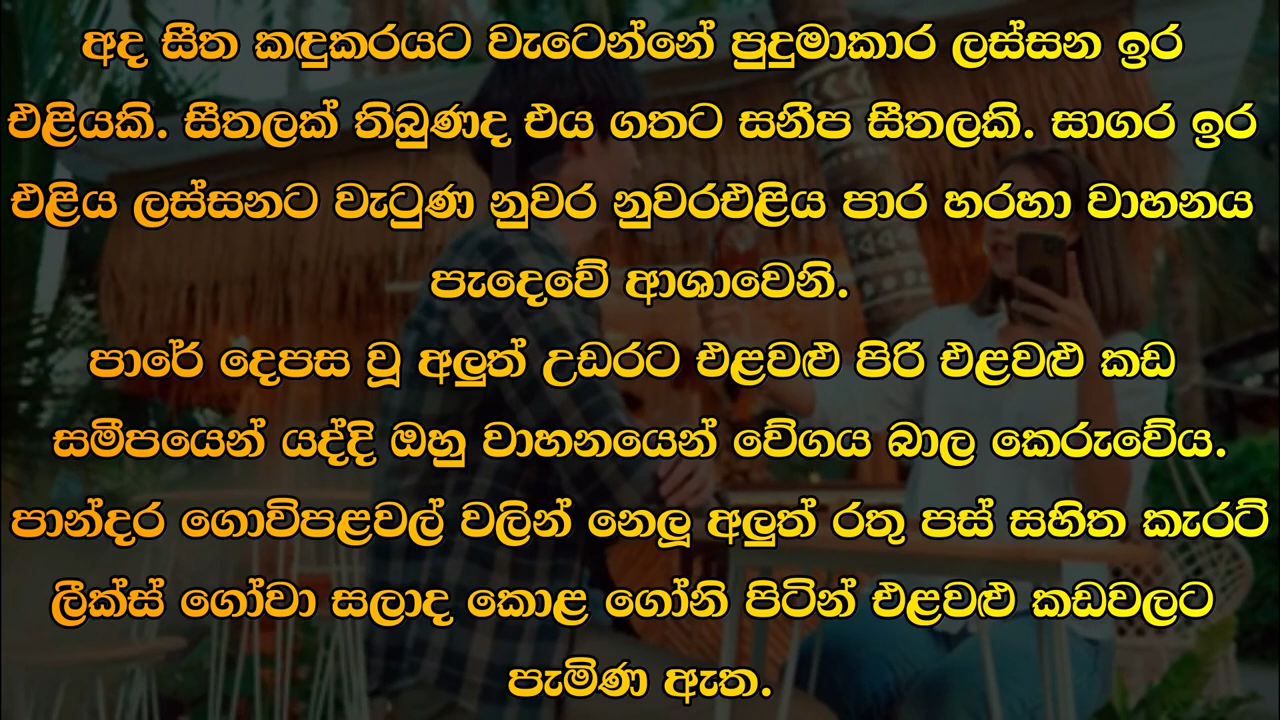 අද සීත කඳුකරයට වැටෙන්නේ පුදුමාකාර ලස්සන ඉර
එළියකි. සීතලක් තිබුණද එය ගතට සනීප සීතලකි. සාගර ඉර
එළිය ලස්සනට වැටුණ නුවර නුවරඑළිය පාර හරහා වාහනය
පැදෙවේ ආශාවෙනි.
පාරේ දෙපස වූ අලුත් උඩරට එළවළු පිරි එළවළු කඩ
සමීපයෙන් යද්දි ඔහු වාහනයෙන් වේගය බාල කෙරුවේය.
පාන්දර ගොවිපළවල් වලින් නෙලූ අලුත් රතු පස් සහිත කැරට්
ලීක්ස් ගෝවා සලාද කොළ ගෝනි පිටින් එළවළු කඩවලට
පැමිණ ඇත.